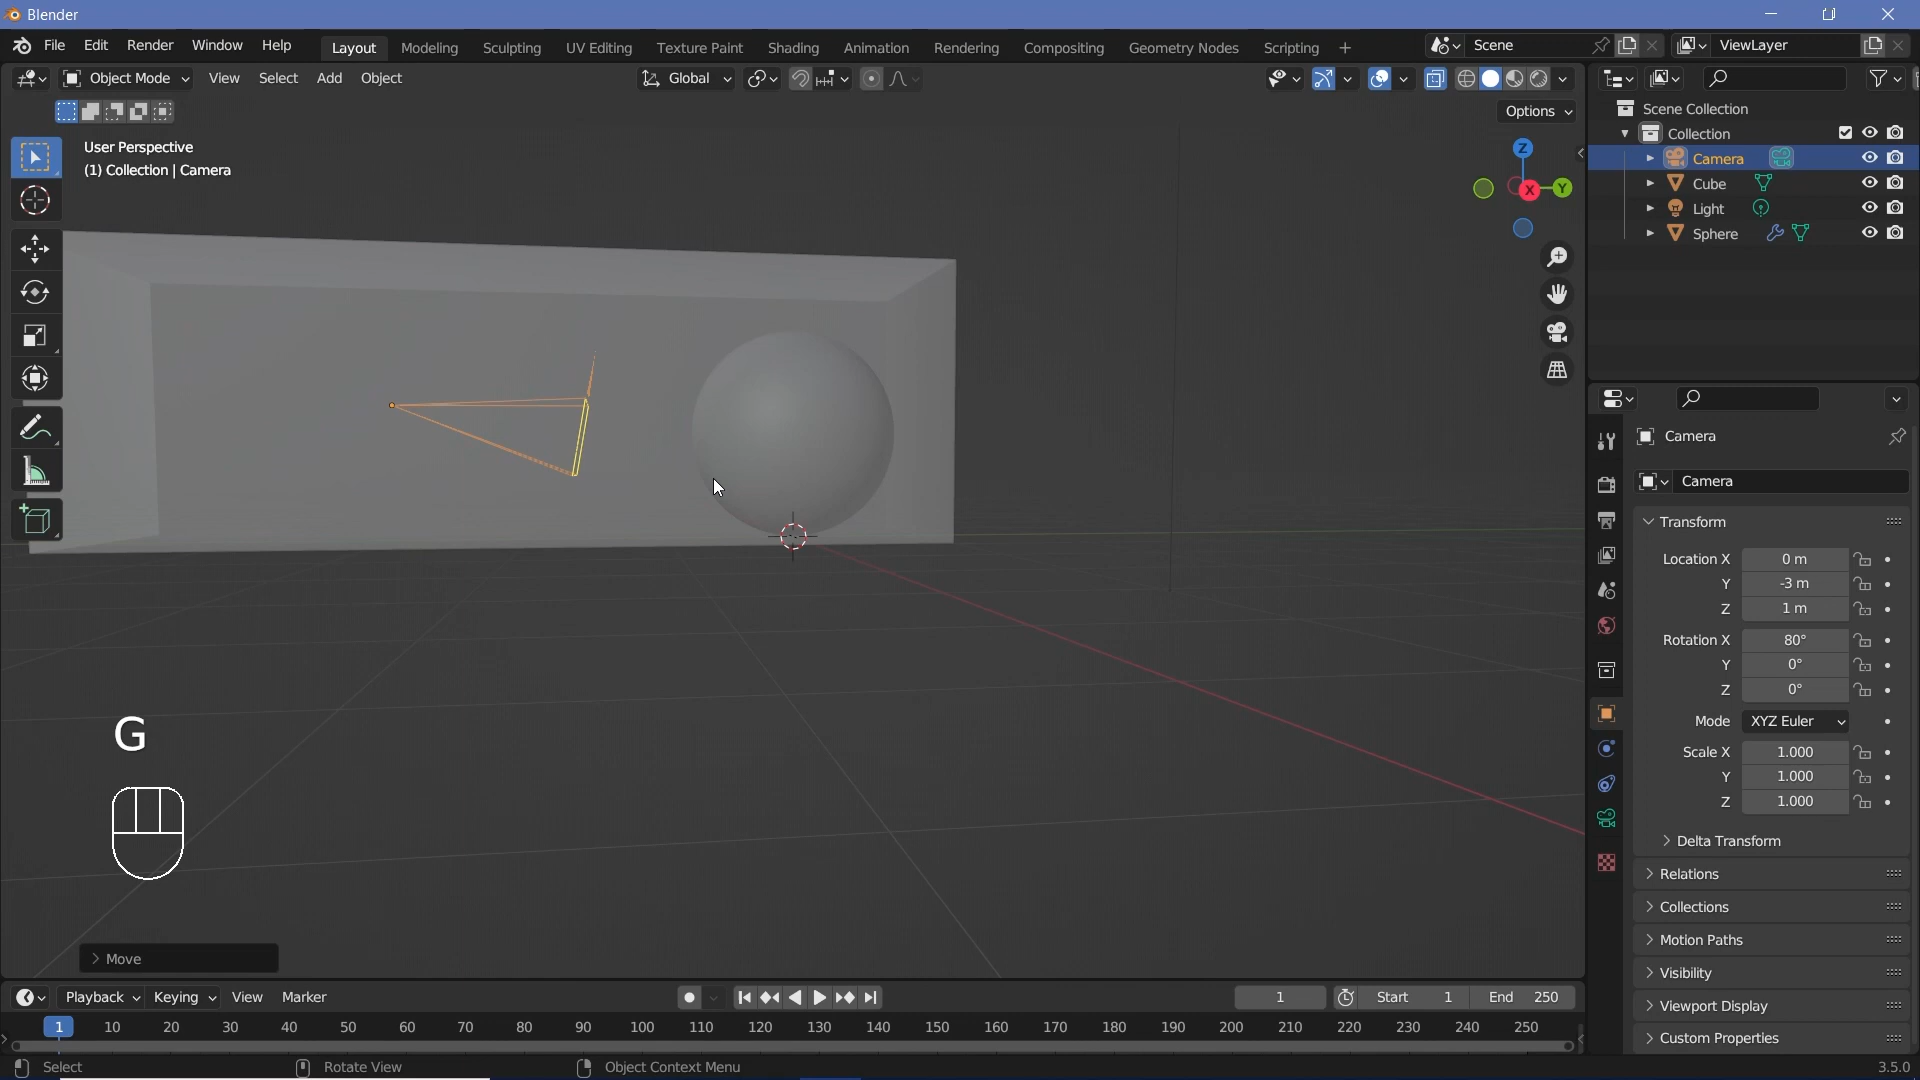 Blender
File Edit Render Window Help Layout Modeling Sculpting UV Editing Texture Paint Shading Animation Rendering Compositing Geometry Nodes Scripting + Scene ViewLayer
Object Mode View Select Add Object Global
Options
User Perspective
(1) Collection | Camera
Z
X
Y
Scene Collection
Collection
Camera
Cube
Light
Sphere
Camera
Camera
Transform
Location X 0 m
Y -3 m
Z 1 m
Rotation X 80°
Y 0°
Z 0°
Mode XYZ Euler
Scale X 1.000
Y 1.000
Z 1.000
Delta Transform
Relations
Collections
Motion Paths
Visibility
Viewport Display
Custom Properties
G
Move
Playback Keying View Marker 1 Start 1 End 250
1 10 20 30 40 50 60 70 80 90 100 110 120 130 140 150 160 170 180 190 200 210 220 230 240 250
Select Rotate View Object Context Menu 3.5.0